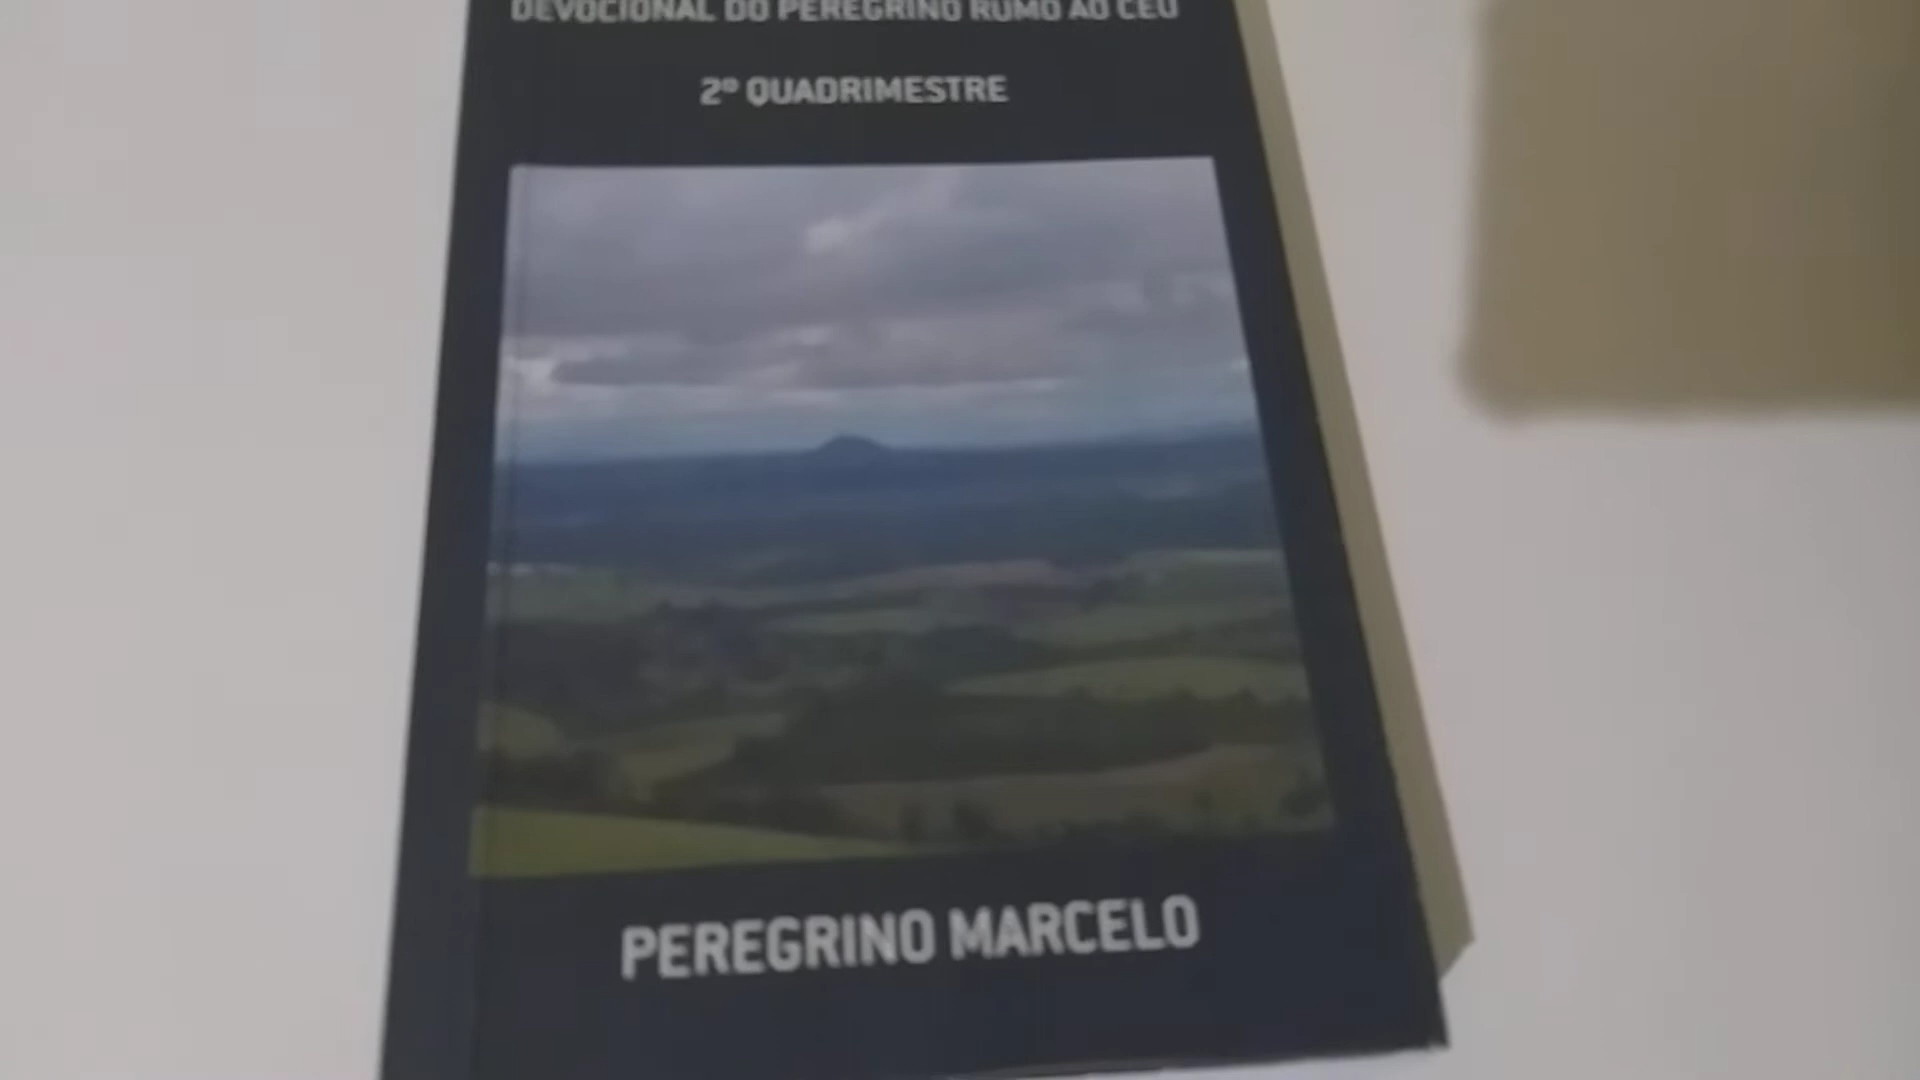 DEVOCIONAL DO PEREGRINO RUMO AO CÉU
2º QUADRIMESTRE
PEREGRINO MARCELO